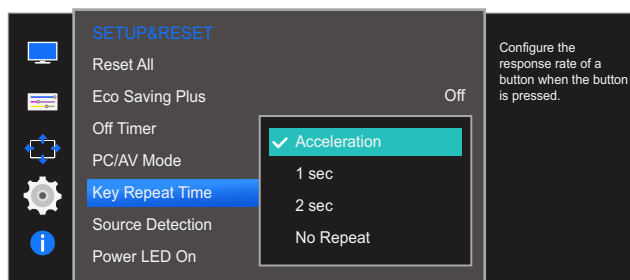 SETUP&RESET
Reset All
Eco Saving Plus Off
Off Timer
PC/AV Mode
Key Repeat Time
Source Detection
Power LED On
Acceleration
1 sec
2 sec
No Repeat
Configure the
response rate of a
button when the button
is pressed.